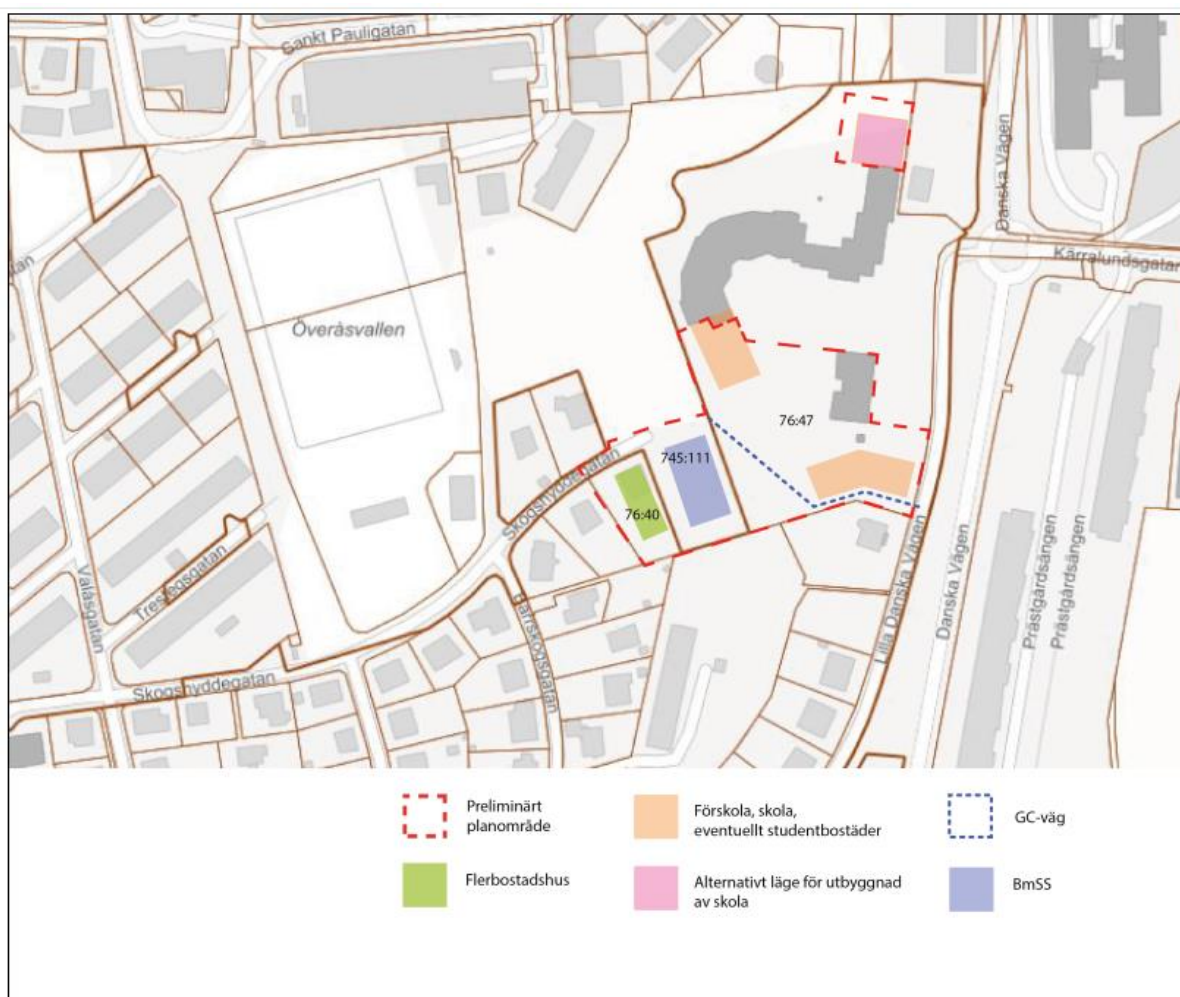 Sankt Pauligatan
Danska Vägen
Kärralundsgatan
Överåsvallen
76:47
745:111
Skogshyddegatan
76:40
Valåsgatan
Trestegsgatan
Barrskogsgatan
Lilla Danska Vägen
Danska Vägen
Prästgårdsängen
Prästgårdsängen
Skogshyddegatan
Preliminärt
planområde
Förskola, skola,
eventuellt studentbostäder
GC-väg
Flerbostadshus
Alternativt läge för utbyggnad
av skola
BmSS